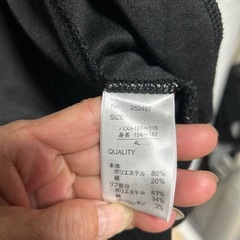 No 252497
SIZE
バスト107〜115
身長 154〜162
4L
QUALITY
本体
ポリエステル 80%
綿 20%
リブ部分
ポリエステル 63%
綿 34%
ポリウレタン 3%